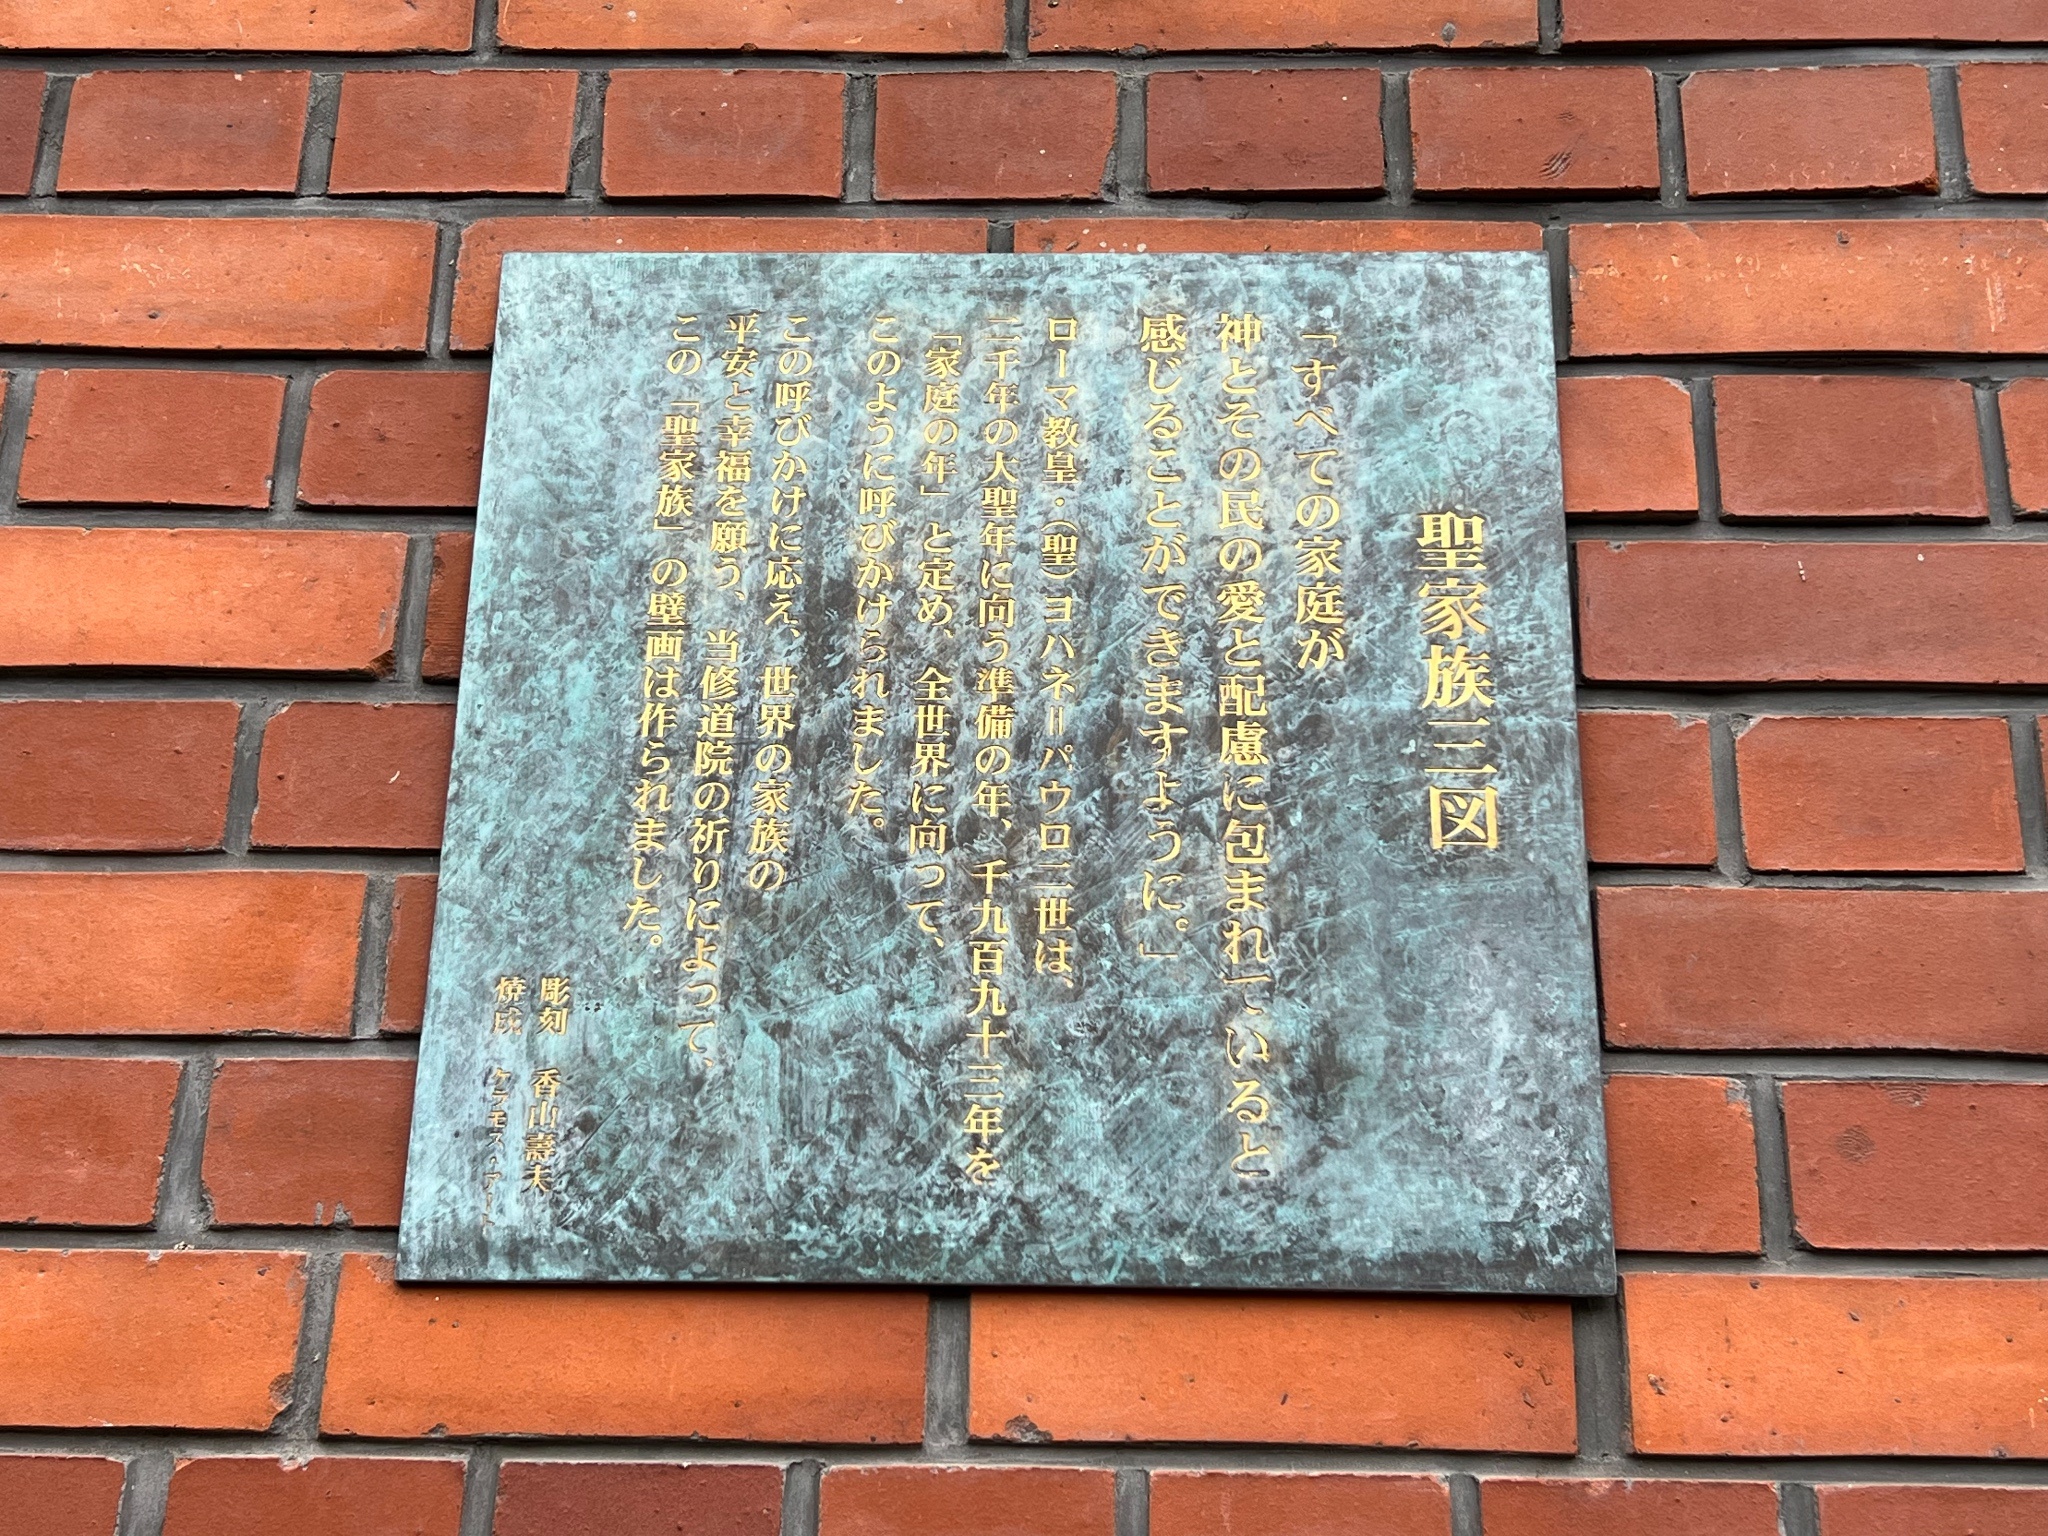 聖家族三図
「すべての家庭が
神とその民の愛と配慮に包まれていると
感じることができますように。」
ローマ教皇・(聖)ヨハネ＝パウロ二世は、
二千年の大聖年に向う準備の年、千九百九十三年を
「家庭の年」と定め、全世界に向って、
このように呼びかけられました。
この呼びかけに応え、世界の家族の
平安と幸福を願う、当修道院の祈りによって、
この「聖家族」の壁画は作られました。
彫刻　香山壽夫
焼成　ケラモス・アート